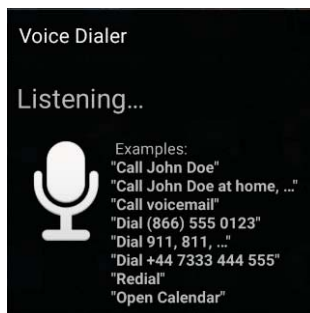 Voice Dialer
Listening...
Examples:
"Call John Doe"
"Call John Doe at home, ..."
"Call voicemail"
"Dial (866) 555 0123"
"Dial 911, 811, ..."
"Dial +44 7333 444 555"
"Redial"
"Open Calendar"